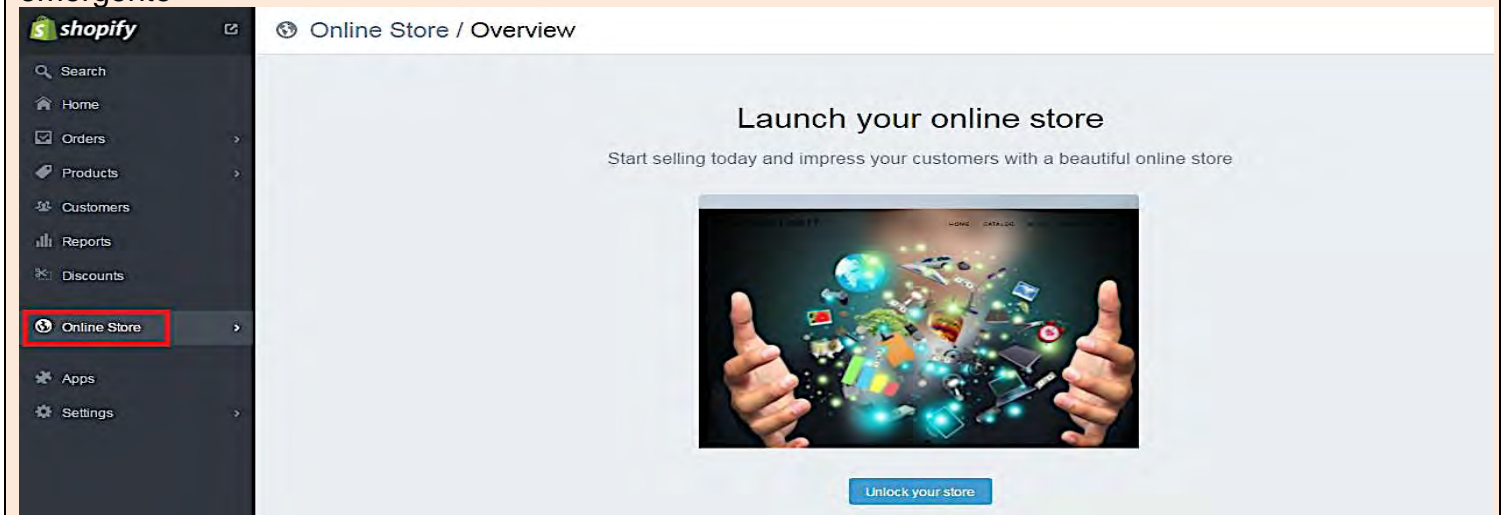 emergente
shopify
Online Store / Overview
Search
Home
Orders
Products
Customers
Reports
Discounts
Online Store
Apps
Settings
Launch your online store
Start selling today and impress your customers with a beautiful online store
HOME CATALOG
Unlock your store